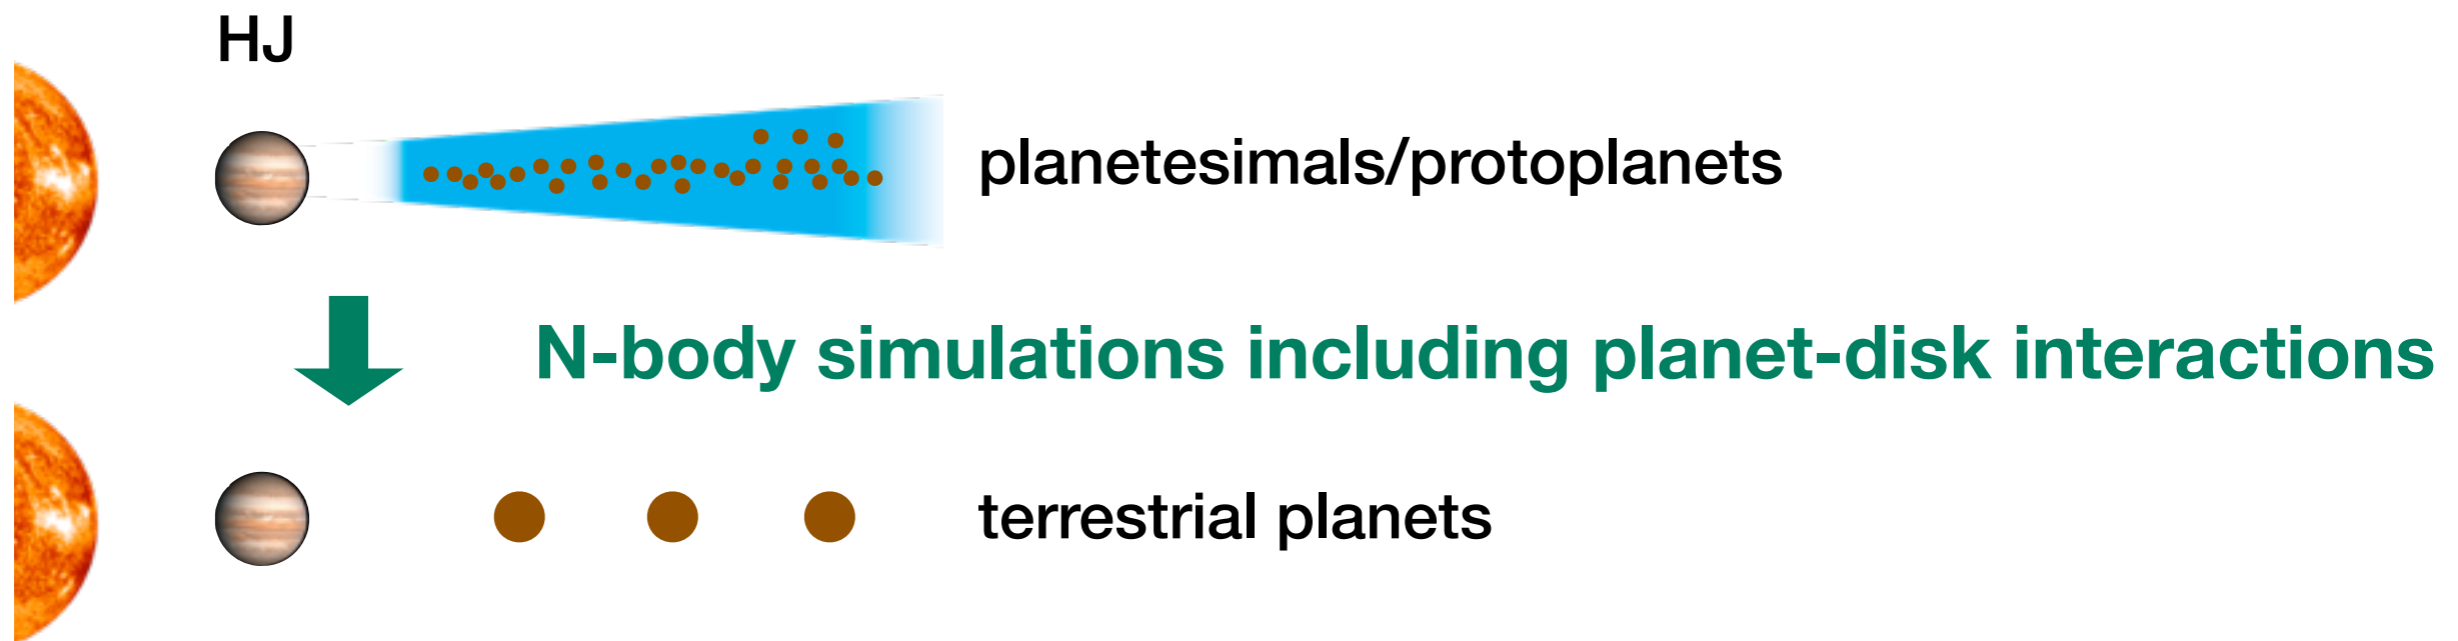 HJ
planetesimals/protoplanets
N-body simulations including planet-disk interactions
terrestrial planets